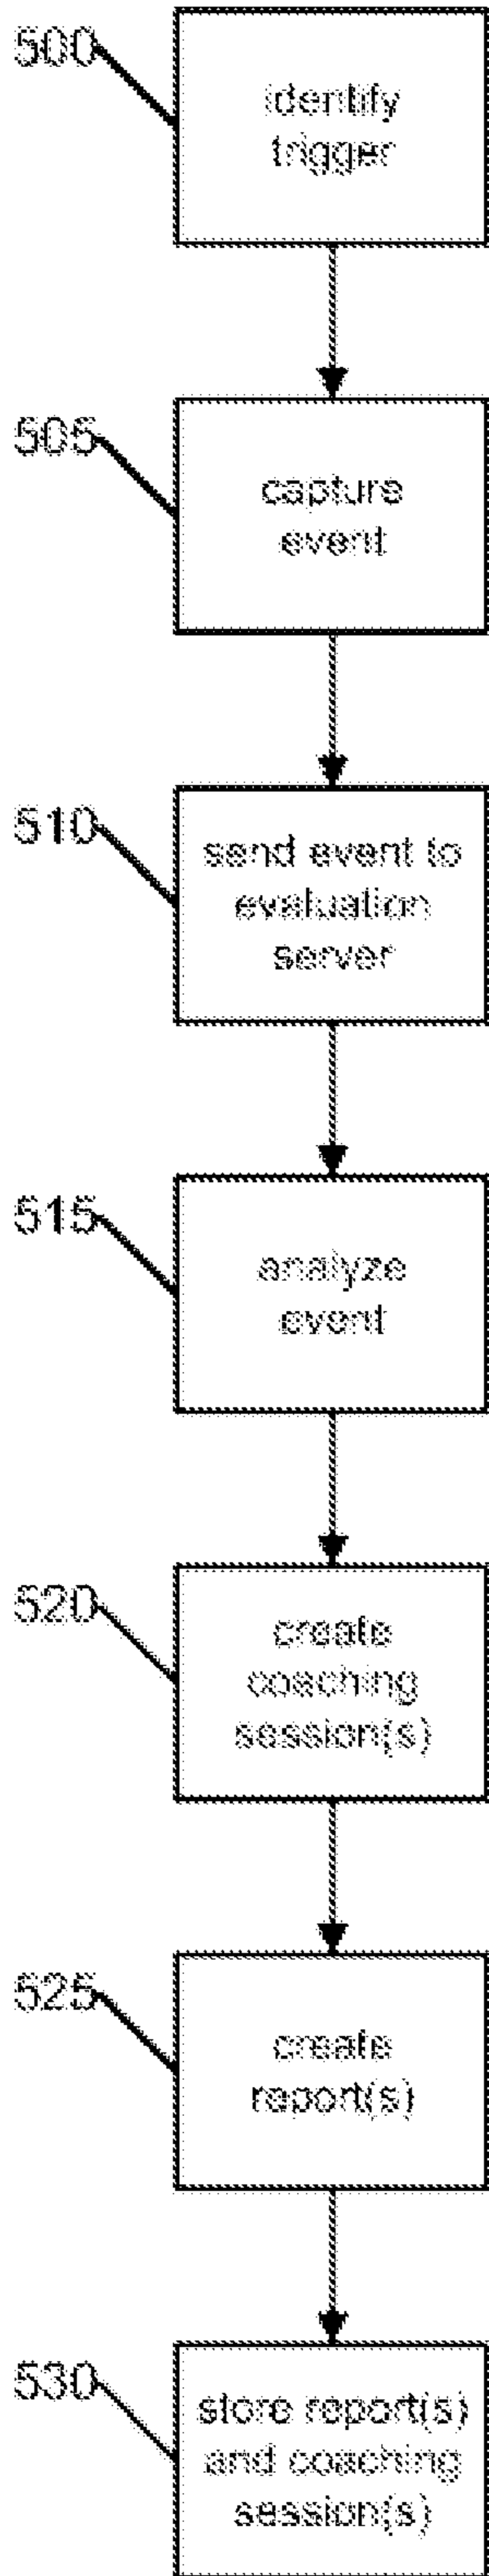 500
identify
trigger
505
capture
event
510
send event to
evaluation
server
515
analyze
event
520
create
coaching
session(s)
525
create
report(s)
530
store report(s)
and coaching
session(s)